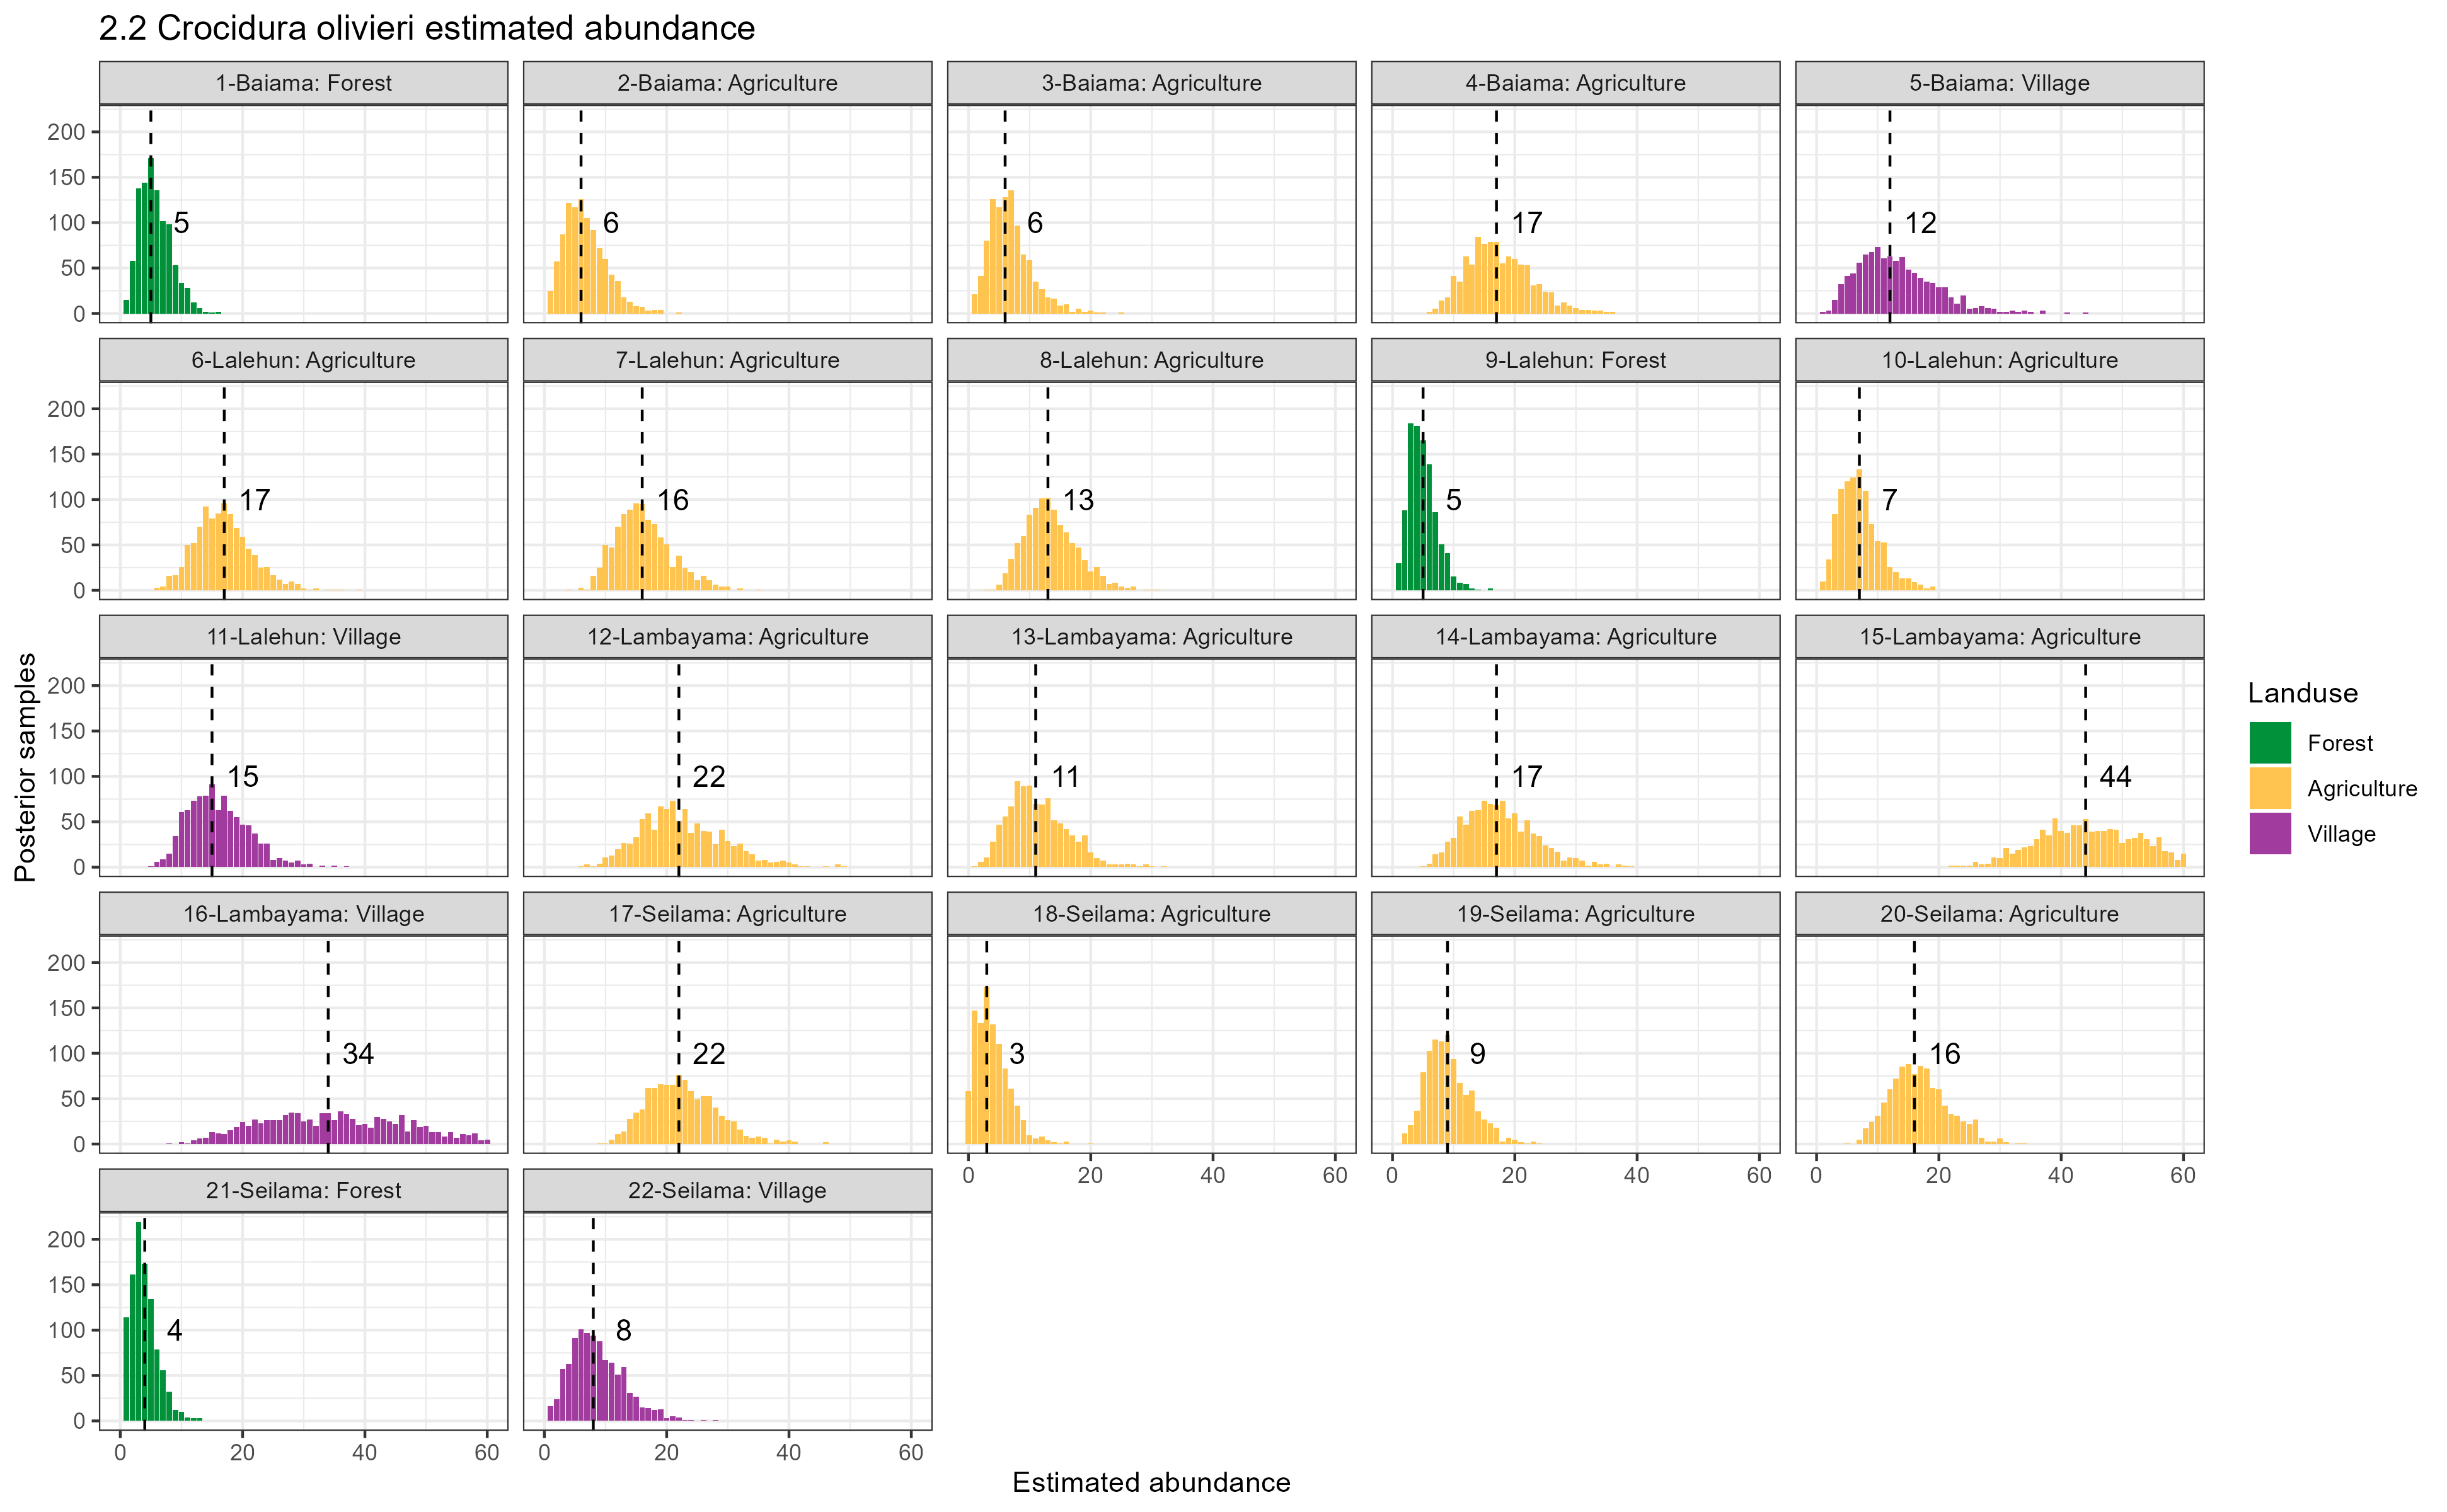 2.2 Crocidura olivieri estimated abundance
1-Baiama: Forest
2-Baiama: Agriculture
3-Baiama: Agriculture
4-Baiama: Agriculture
5-Baiama: Village
200
150
100
50
0
5
6
6
17
12
6-Lalehun: Agriculture
7-Lalehun: Agriculture
8-Lalehun: Agriculture
9-Lalehun: Forest
10-Lalehun: Agriculture
200
150
100
50
0
17
16
13
5
7
11-Lalehun: Village
12-Lambayama: Agriculture
13-Lambayama: Agriculture
14-Lambayama: Agriculture
15-Lambayama: Agriculture
200
150
100
50
0
15
22
11
17
44
16-Lambayama: Village
17-Seilama: Agriculture
18-Seilama: Agriculture
19-Seilama: Agriculture
20-Seilama: Agriculture
200
150
100
50
0
34
22
3
9
16
0 20 40 60
0 20 40 60
0 20 40 60
21-Seilama: Forest
22-Seilama: Village
200
150
100
50
0
4
8
0 20 40 60
0 20 40 60
Estimated abundance
Posterior samples
Landuse
Forest
Agriculture
Village